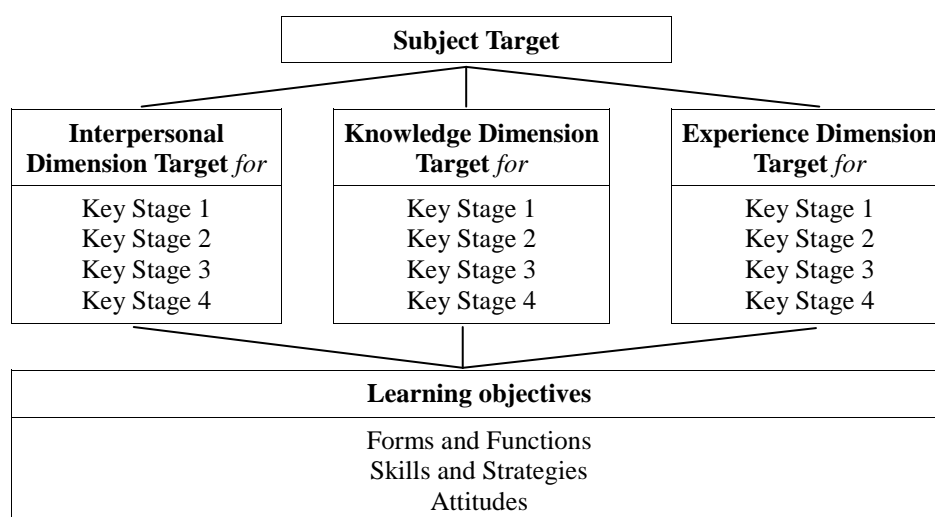 Subject Target
Interpersonal
Dimension Target for
Key Stage 1
Key Stage 2
Key Stage 3
Key Stage 4
Knowledge Dimension
Target for
Key Stage 1
Key Stage 2
Key Stage 3
Key Stage 4
Experience Dimension
Target for
Key Stage 1
Key Stage 2
Key Stage 3
Key Stage 4
Learning objectives
Forms and Functions
Skills and Strategies
Attitudes